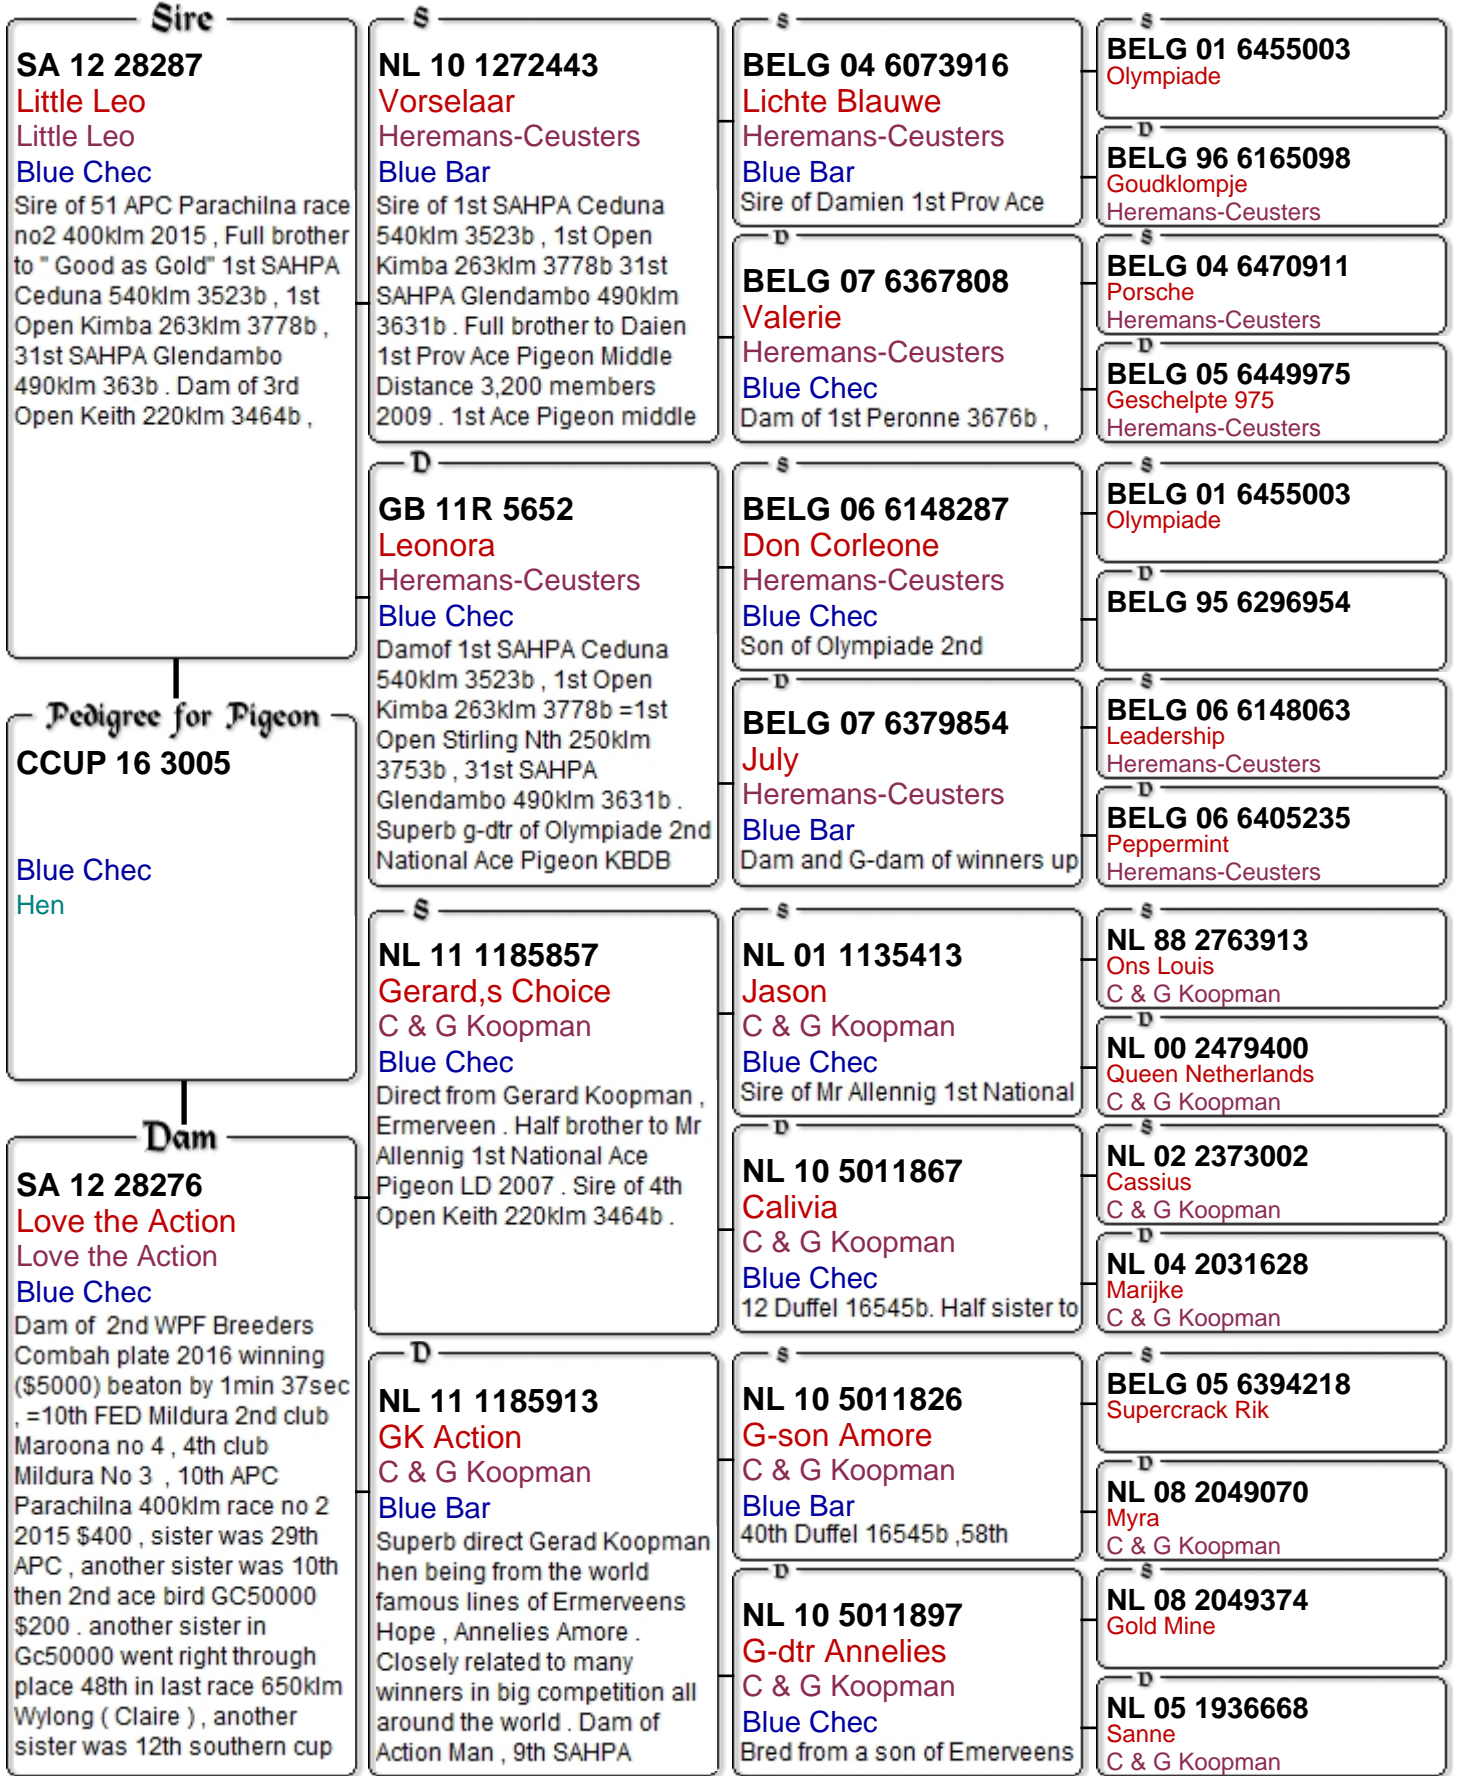 Sire
SA 12 28287
Little Leo
Little Leo
Blue Chec
Sire of 51 APC Parachilna race
no2 400klm 2015 , Full brother
to " Good as Gold" 1st SAHPA
Ceduna 540klm 3523b , 1st
Open Kimba 263klm 3778b ,
31st SAHPA Glendambo
490klm 363b . Dam of 3rd
Open Keith 220klm 3464b ,
Pedigree for Pigeon
CCUP 16 3005
Blue Chec
Hen
Dam
SA 12 28276
Love the Action
Love the Action
Blue Chec
Dam of 2nd WPF Breeders
Combah plate 2016 winning
($5000) beaton by 1min 37sec
, =10th FED Mildura 2nd club
Maroona no 4 , 4th club
Mildura No 3 , 10th APC
Parachilna 400klm race no 2
2015 $400 , sister was 29th
APC , another sister was 10th
then 2nd ace bird GC50000
$200 . another sister in
Gc50000 went right through
place 48th in last race 650klm
Wylong ( Claire ) , another
sister was 12th southern cup
S
NL 10 1272443
Vorselaar
Heremans-Ceusters
Blue Bar
Sire of 1st SAHPA Ceduna
540klm 3523b , 1st Open
Kimba 263klm 3778b 31st
SAHPA Glendambo 490klm
3631b . Full brother to Daien
1st Prov Ace Pigeon Middle
Distance 3,200 members
2009 . 1st Ace Pigeon middle
D
GB 11R 5652
Leonora
Heremans-Ceusters
Blue Chec
Damof 1st SAHPA Ceduna
540klm 3523b , 1st Open
Kimba 263klm 3778b =1st
Open Stirling Nth 250klm
3753b , 31st SAHPA
Glendambo 490klm 3631b .
Superb g-dtr of Olympiade 2nd
National Ace Pigeon KBDB
S
NL 11 1185857
Gerard,s Choice
C & G Koopman
Blue Chec
Direct from Gerard Koopman ,
Ermerveen . Half brother to Mr
Allennig 1st National Ace
Pigeon LD 2007 . Sire of 4th
Open Keith 220klm 3464b .
D
NL 11 1185913
GK Action
C & G Koopman
Blue Bar
Superb direct Gerad Koopman
hen being from the world
famous lines of Ermerveens
Hope , Annelies Amore .
Closely related to many
winners in big competition all
around the world . Dam of
Action Man , 9th SAHPA
S
BELG 04 6073916
Lichte Blauwe
Heremans-Ceusters
Blue Bar
Sire of Damien 1st Prov Ace
D
BELG 07 6367808
Valerie
Heremans-Ceusters
Blue Chec
Dam of 1st Peronne 3676b ,
S
BELG 06 6148287
Don Corleone
Heremans-Ceusters
Blue Chec
Son of Olympiade 2nd
D
BELG 07 6379854
July
Heremans-Ceusters
Blue Bar
Dam and G-dam of winners up
S
NL 01 1135413
Jason
C & G Koopman
Blue Chec
Sire of Mr Allennig 1st National
D
NL 10 5011867
Calivia
C & G Koopman
Blue Chec
12 Duffel 16545b. Half sister to
S
NL 10 5011826
G-son Amore
C & G Koopman
Blue Bar
40th Duffel 16545b ,58th
D
NL 10 5011897
G-dtr Annelies
C & G Koopman
Blue Chec
Bred from a son of Emerveens
S
BELG 01 6455003
Olympiade
D
BELG 96 6165098
Goudklompje
Heremans-Ceusters
S
BELG 04 6470911
Porsche
Heremans-Ceusters
D
BELG 05 6449975
Geschelpte 975
Heremans-Ceusters
S
BELG 01 6455003
Olympiade
D
BELG 95 6296954
S
BELG 06 6148063
Leadership
Heremans-Ceusters
D
BELG 06 6405235
Peppermint
Heremans-Ceusters
S
NL 88 2763913
Ons Louis
C & G Koopman
D
NL 00 2479400
Queen Netherlands
C & G Koopman
S
NL 02 2373002
Cassius
C & G Koopman
D
NL 04 2031628
Marijke
C & G Koopman
S
BELG 05 6394218
Supercrack Rik
D
NL 08 2049070
Myra
C & G Koopman
S
NL 08 2049374
Gold Mine
D
NL 05 1936668
Sanne
C & G Koopman